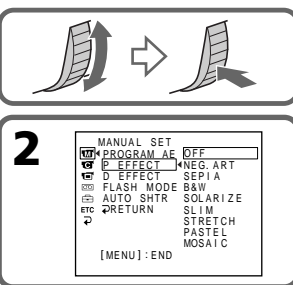 2
MANUAL SET
PROGRAM AE OFF
P EFFECT NEG. ART
D EFFECT SEPIA
FLASH MODE B&W
AUTO SHTR SOLARIZE
ETC RETURN SLIM
STRETCH
PASTEL
MOSAIC
[MENU] : END